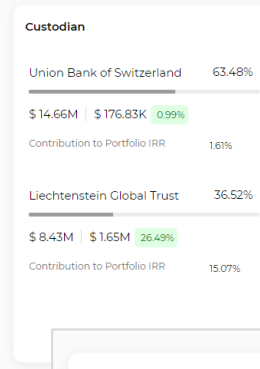 Custodian
Union Bank of Switzerland 63.48%
$ 14.66M $ 176.83K 0.99%
Contribution to Portfolio IRR 1.61%
Liechtenstein Global Trust 36.52%
$ 8.43M $ 1.65M 26.49%
Contribution to Portfolio IRR 15.07%